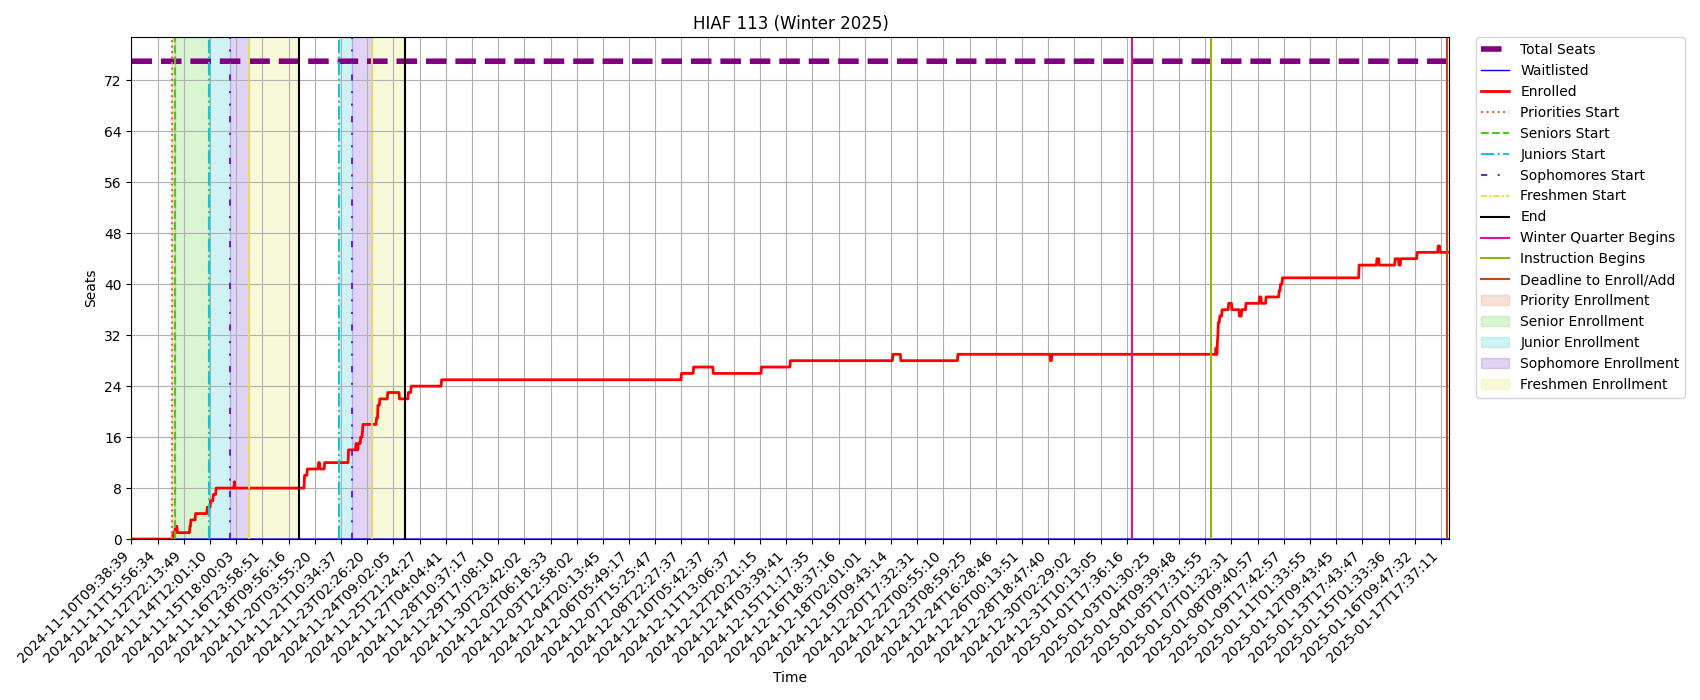 HIAF 113 (Winter 2025)
Seats
72
64
56
48
40
32
24
16
8
0
2024-11-10T09:38:39
2024-11-11T15:56:34
2024-11-12T22:13:49
2024-11-14T12:01:10
2024-11-15T18:00:03
2024-11-16T23:58:51
2024-11-18T09:56:16
2024-11-20T03:55:20
2024-11-21T10:34:37
2024-11-23T02:26:20
2024-11-24T09:02:05
2024-11-25T21:24:27
2024-11-27T04:04:41
2024-11-28T10:37:17
2024-11-29T17:08:10
2024-11-30T23:42:02
2024-12-02T06:18:33
2024-12-03T12:58:02
2024-12-04T20:13:45
2024-12-06T05:49:17
2024-12-07T15:25:47
2024-12-08T22:27:37
2024-12-10T05:42:37
2024-12-11T13:06:37
2024-12-12T20:21:15
2024-12-14T03:39:41
2024-12-15T11:17:35
2024-12-16T18:37:16
2024-12-18T02:01:01
2024-12-19T09:43:14
2024-12-20T17:32:31
2024-12-22T00:55:10
2024-12-23T08:59:25
2024-12-24T16:28:46
2024-12-26T00:13:51
2024-12-28T18:47:40
2024-12-30T02:29:02
2024-12-31T10:13:05
2025-01-01T17:36:16
2025-01-03T01:30:25
2025-01-04T09:39:48
2025-01-05T17:31:55
2025-01-07T01:32:31
2025-01-08T09:40:57
2025-01-09T17:42:57
2025-01-11T01:33:55
2025-01-12T09:43:45
2025-01-13T17:43:47
2025-01-15T01:33:36
2025-01-16T09:47:32
2025-01-17T17:37:11
Time
Total Seats
Waitlisted
Enrolled
Priorities Start
Seniors Start
Juniors Start
Sophomores Start
Freshmen Start
End
Winter Quarter Begins
Instruction Begins
Deadline to Enroll/Add
Priority Enrollment
Senior Enrollment
Junior Enrollment
Sophomore Enrollment
Freshmen Enrollment